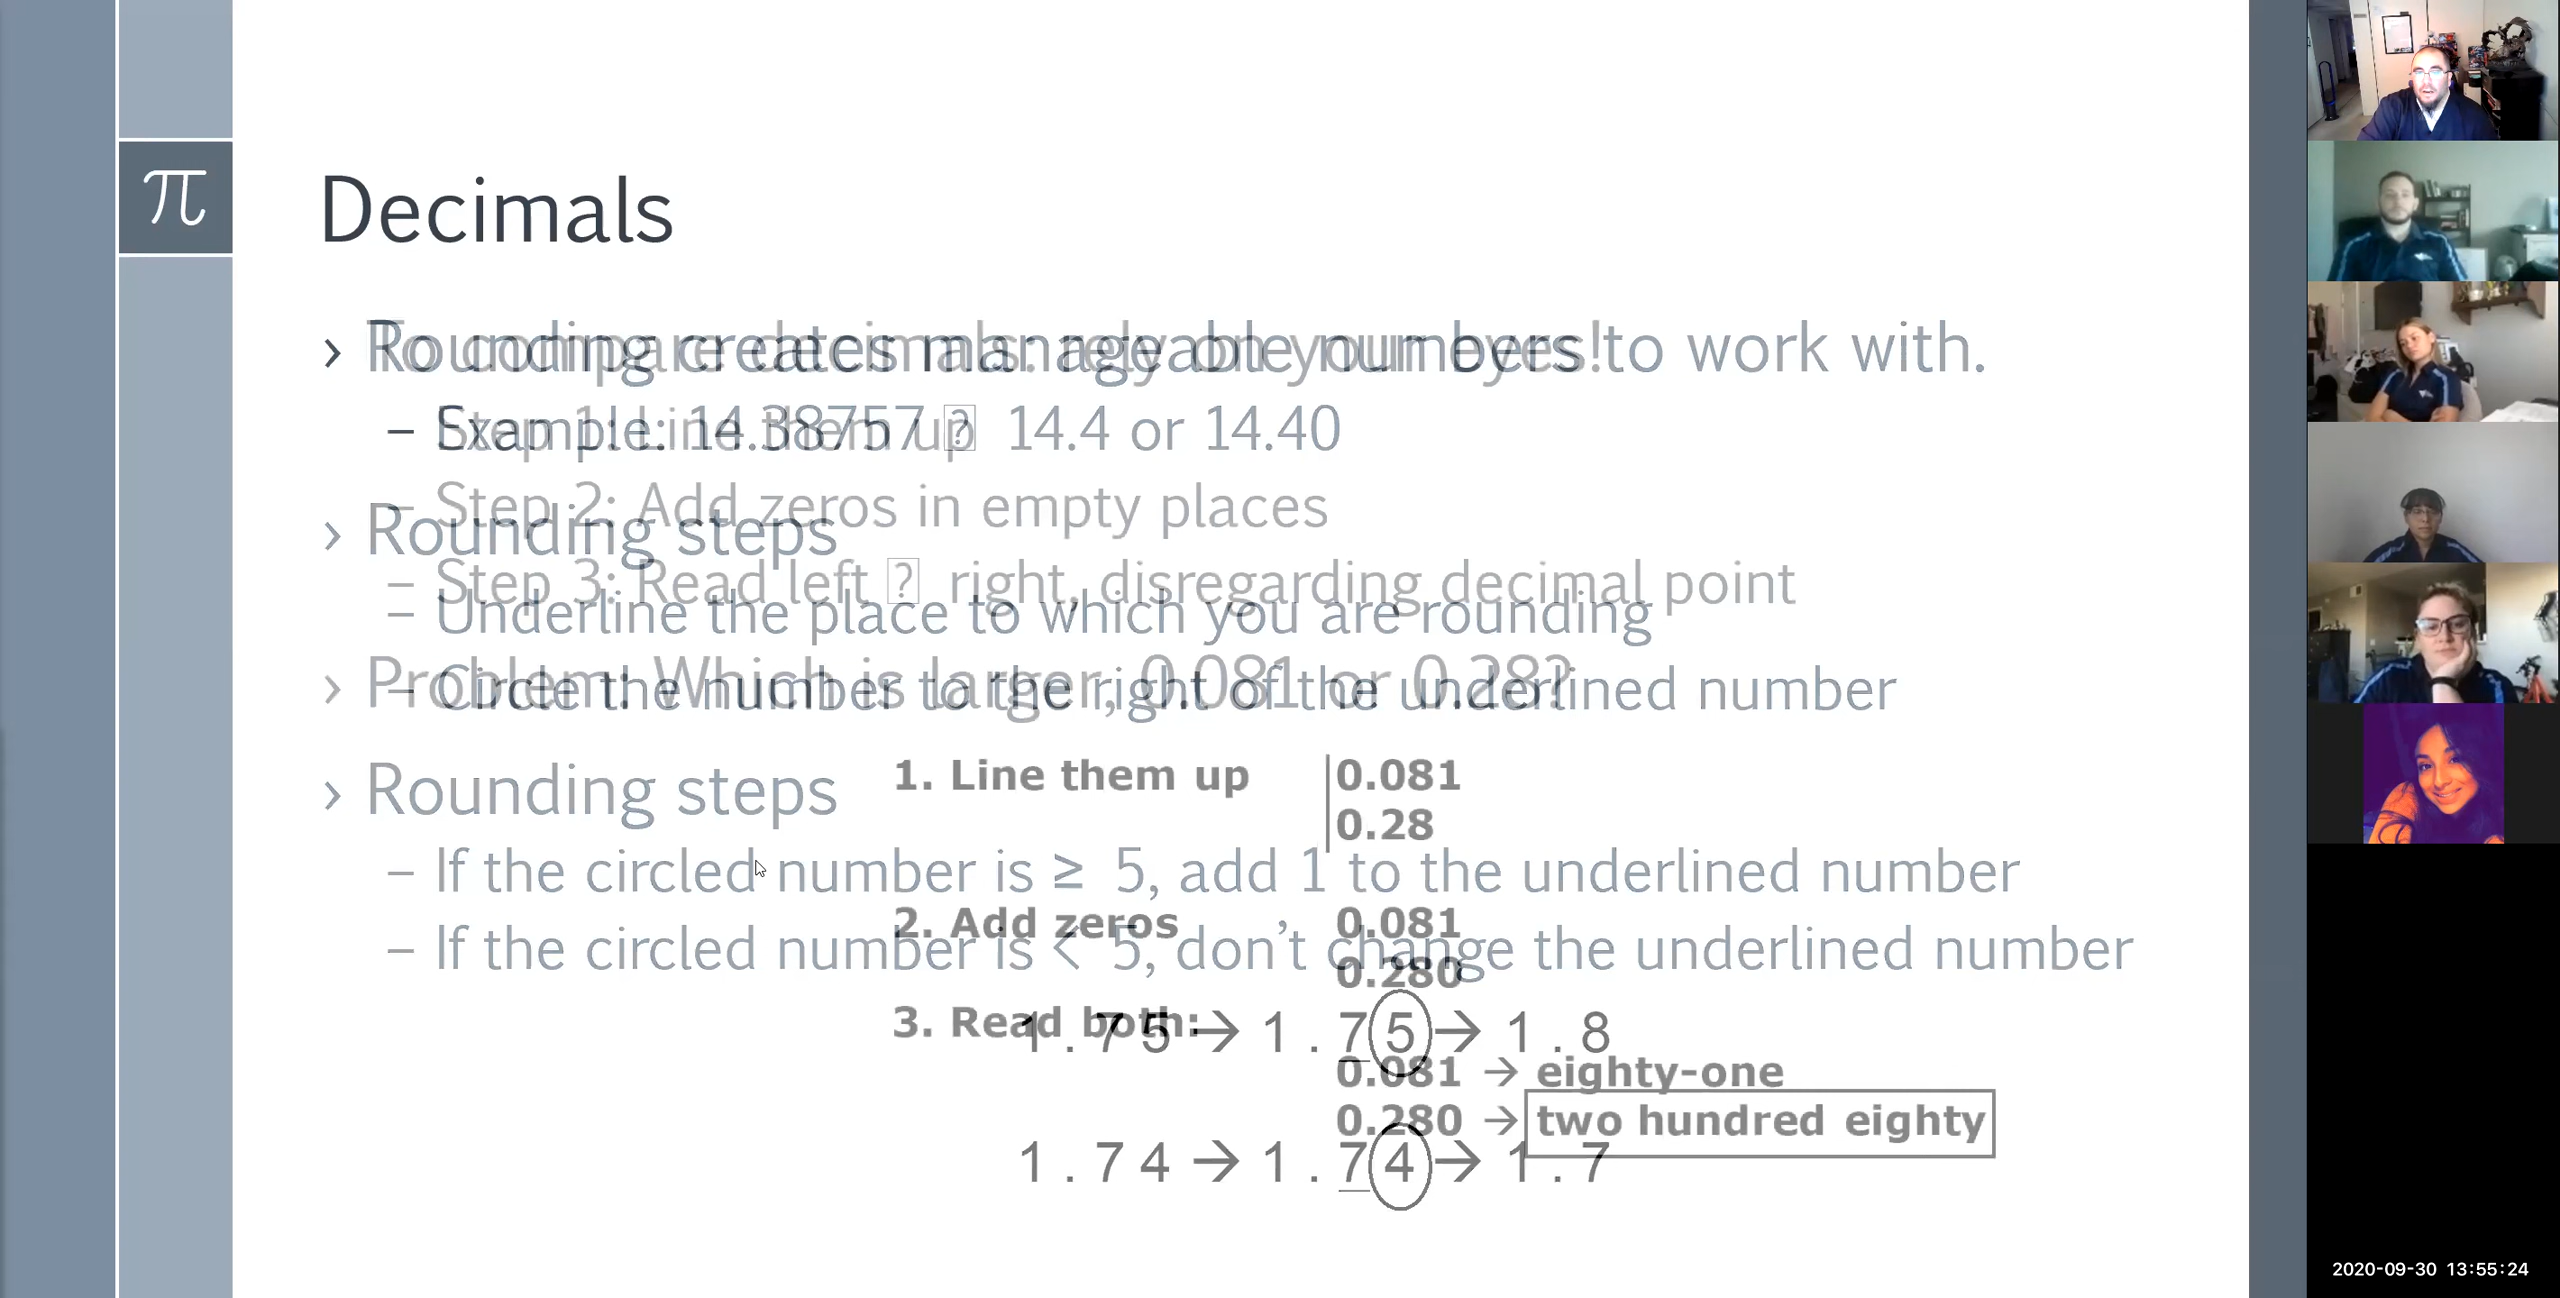 π
Decimals
› Rounding creates manageable numbers to work with.
– Example: 14.38757 14.4 or 14.40
› Rounding steps
– Underline the place to which you are rounding
– Circle the number to the right of the underlined number
› Rounding steps
– If the circled number is ≥ 5, add 1 to the underlined number
– If the circled number is < 5, don’t change the underlined number
1 . 7 5 → 1 . 7 5 → 1 . 8
1 . 7 4 → 1 . 7 4 → 1 . 7
To compare decimals: rely on your eyes!
– Step 1: Line them up
– Step 2: Add zeros in empty places
– Step 3: Read left right, disregarding decimal point
› Problem: Which is larger, 0.081 or 0.28?
1. Line them up 0.081
0.28
2. Add zeros 0.081
0.280
3. Read both:
0.081 → eighty-one
0.280 → two hundred eighty
2020-09-30 13:55:24